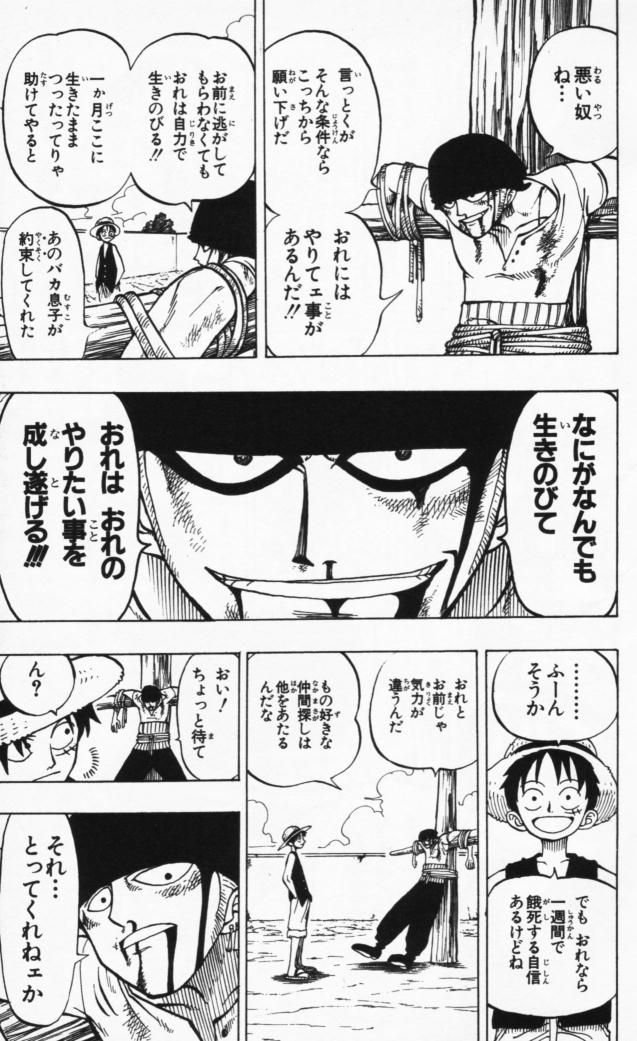 悪い奴
ね…
言っとくが
そんな条件なら
こっちから
願い下げだ
おれには
やりてェ事が
あるんだ!!
お前に逃がして
もらわなくても
おれは自力で
生きのびる!!
一か月ここに
生きたまま
つったってりゃ
助けてやると
あのバカ息子が
約束してくれた
なにがなんでも
生きのびて
おれは おれの
やりたい事を
成し遂げる!!!
………
ふーん
そうか
でも おれなら
一週間で
餓死する自信
あるけどね
おれと
お前じゃ
気力が
違うんだ
もの好きな
仲間探しは
他をあたる
んだな
おい!
ちょっと待て
ん?
それ…
とってくれねェか